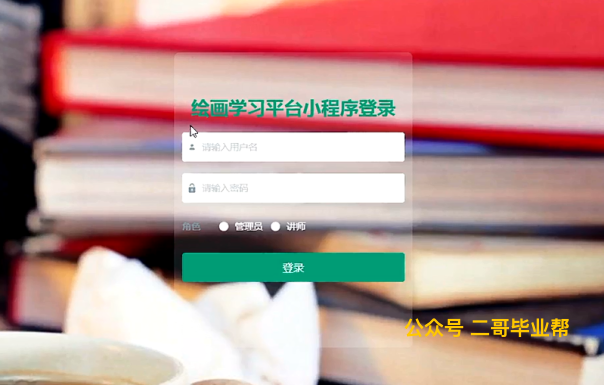 绘画学习平台小程序登录
请输入用户名
请输入密码
角色 管理员 讲师
登录
公众号 二哥毕业帮